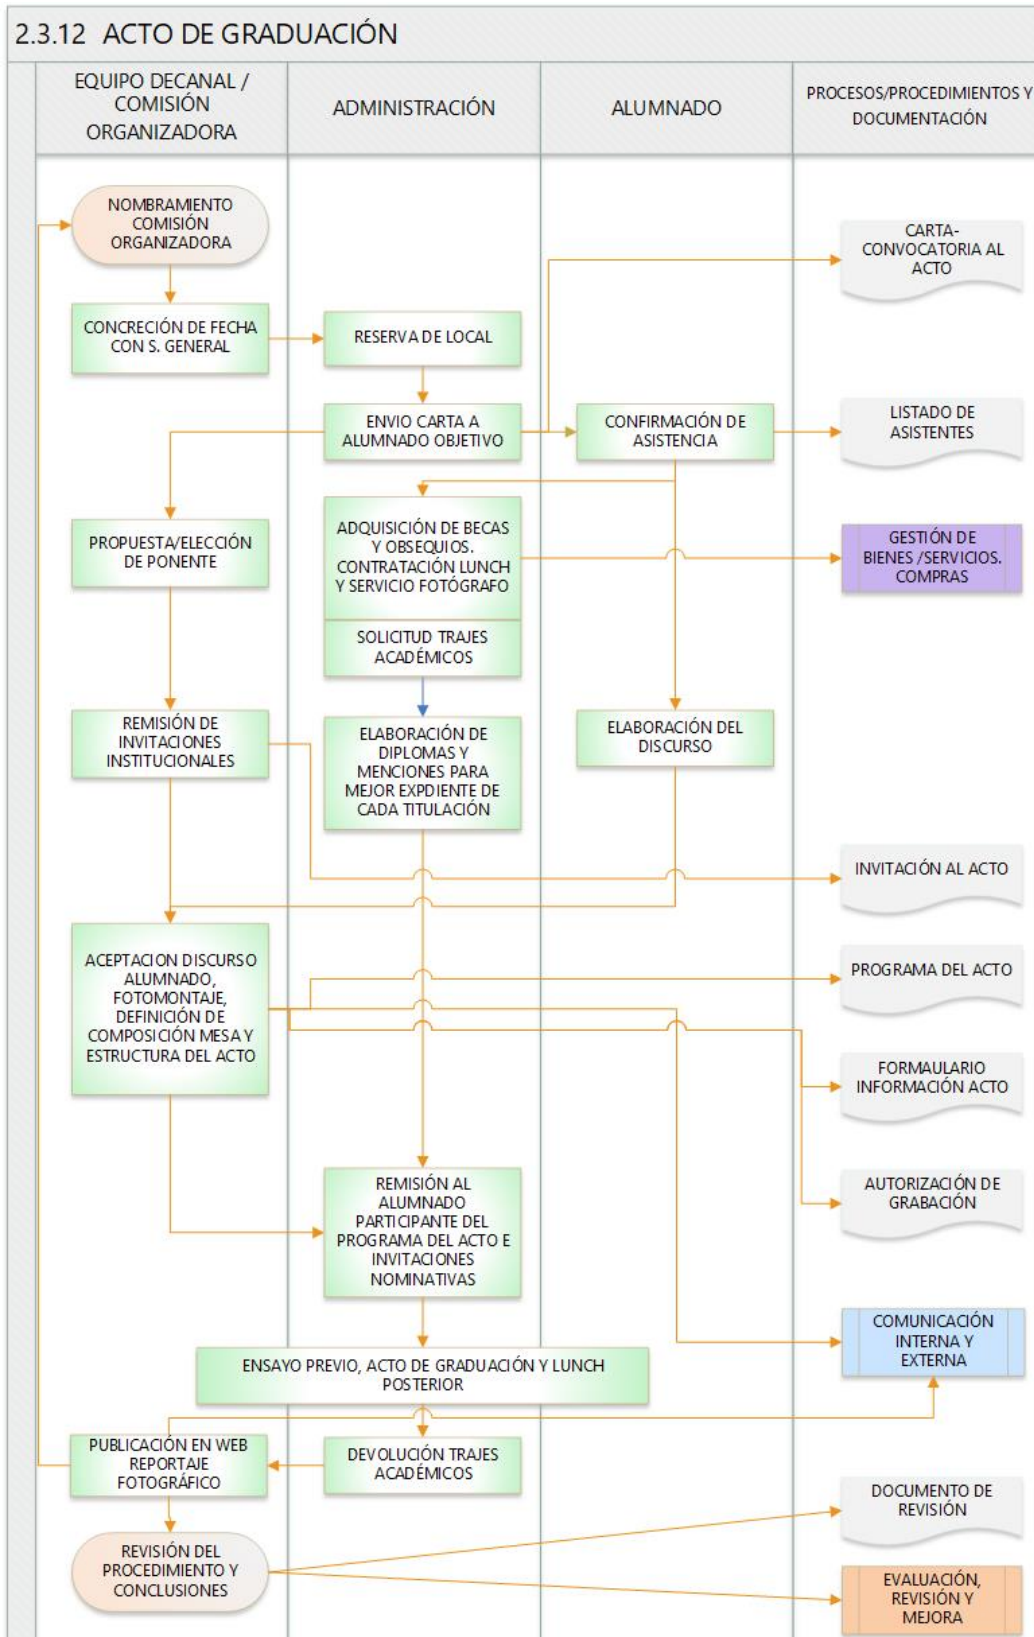 2.3.12 ACTO DE GRADUACIÓN
EQUIPO DECANAL /
COMISIÓN
ORGANIZADORA
ADMINISTRACIÓN
ALUMNADO
PROCESOS/PROCEDIMIENTOS Y
DOCUMENTACIÓN
NOMBRAMIENTO
COMISIÓN
ORGANIZADORA
CARTA-
CONVOCATORIA AL
ACTO
CONCRECIÓN DE FECHA
CON S. GENERAL
RESERVA DE LOCAL
ENVIO CARTA A
ALUMNADO OBJETIVO
CONFIRMACIÓN DE
ASISTENCIA
LISTADO DE
ASISTENTES
PROPUESTA/ELECCIÓN
DE PONENTE
ADQUISICIÓN DE BECAS
Y OBSEQUIOS.
CONTRATACIÓN LUNCH
Y SERVICIO FOTÓGRAFO
GESTIÓN DE
BIENES /SERVICIOS.
COMPRAS
SOLICITUD TRAJES
ACADÉMICOS
REMISIÓN DE
INVITACIONES
INSTITUCIONALES
ELABORACIÓN DE
DIPLOMAS Y
MENCIONES PARA
MEJOR EXPDIENTE DE
CADA TITULACIÓN
ELABORACIÓN DEL
DISCURSO
INVITACIÓN AL ACTO
ACEPTACION DISCURSO
ALUMNADO,
FOTOMONTAJE,
DEFINICIÓN DE
COMPOSICIÓN MESA Y
ESTRUCTURA DEL ACTO
PROGRAMA DEL ACTO
FORMAULARIO
INFORMACIÓN ACTO
REMISIÓN AL
ALUMNADO
PARTICIPANTE DEL
PROGRAMA DEL ACTO E
INVITACIONES
NOMINATIVAS
AUTORIZACIÓN DE
GRABACIÓN
COMUNICACIÓN
INTERNA Y
EXTERNA
ENSAYO PREVIO, ACTO DE GRADUACIÓN Y LUNCH
POSTERIOR
PUBLICACIÓN EN WEB
REPORTAJE
FOTOGRÁFICO
DEVOLUCIÓN TRAJES
ACADÉMICOS
DOCUMENTO DE
REVISIÓN
REVISIÓN DEL
PROCEDIMIENTO Y
CONCLUSIONES
EVALUACIÓN,
REVISIÓN Y
MEJORA